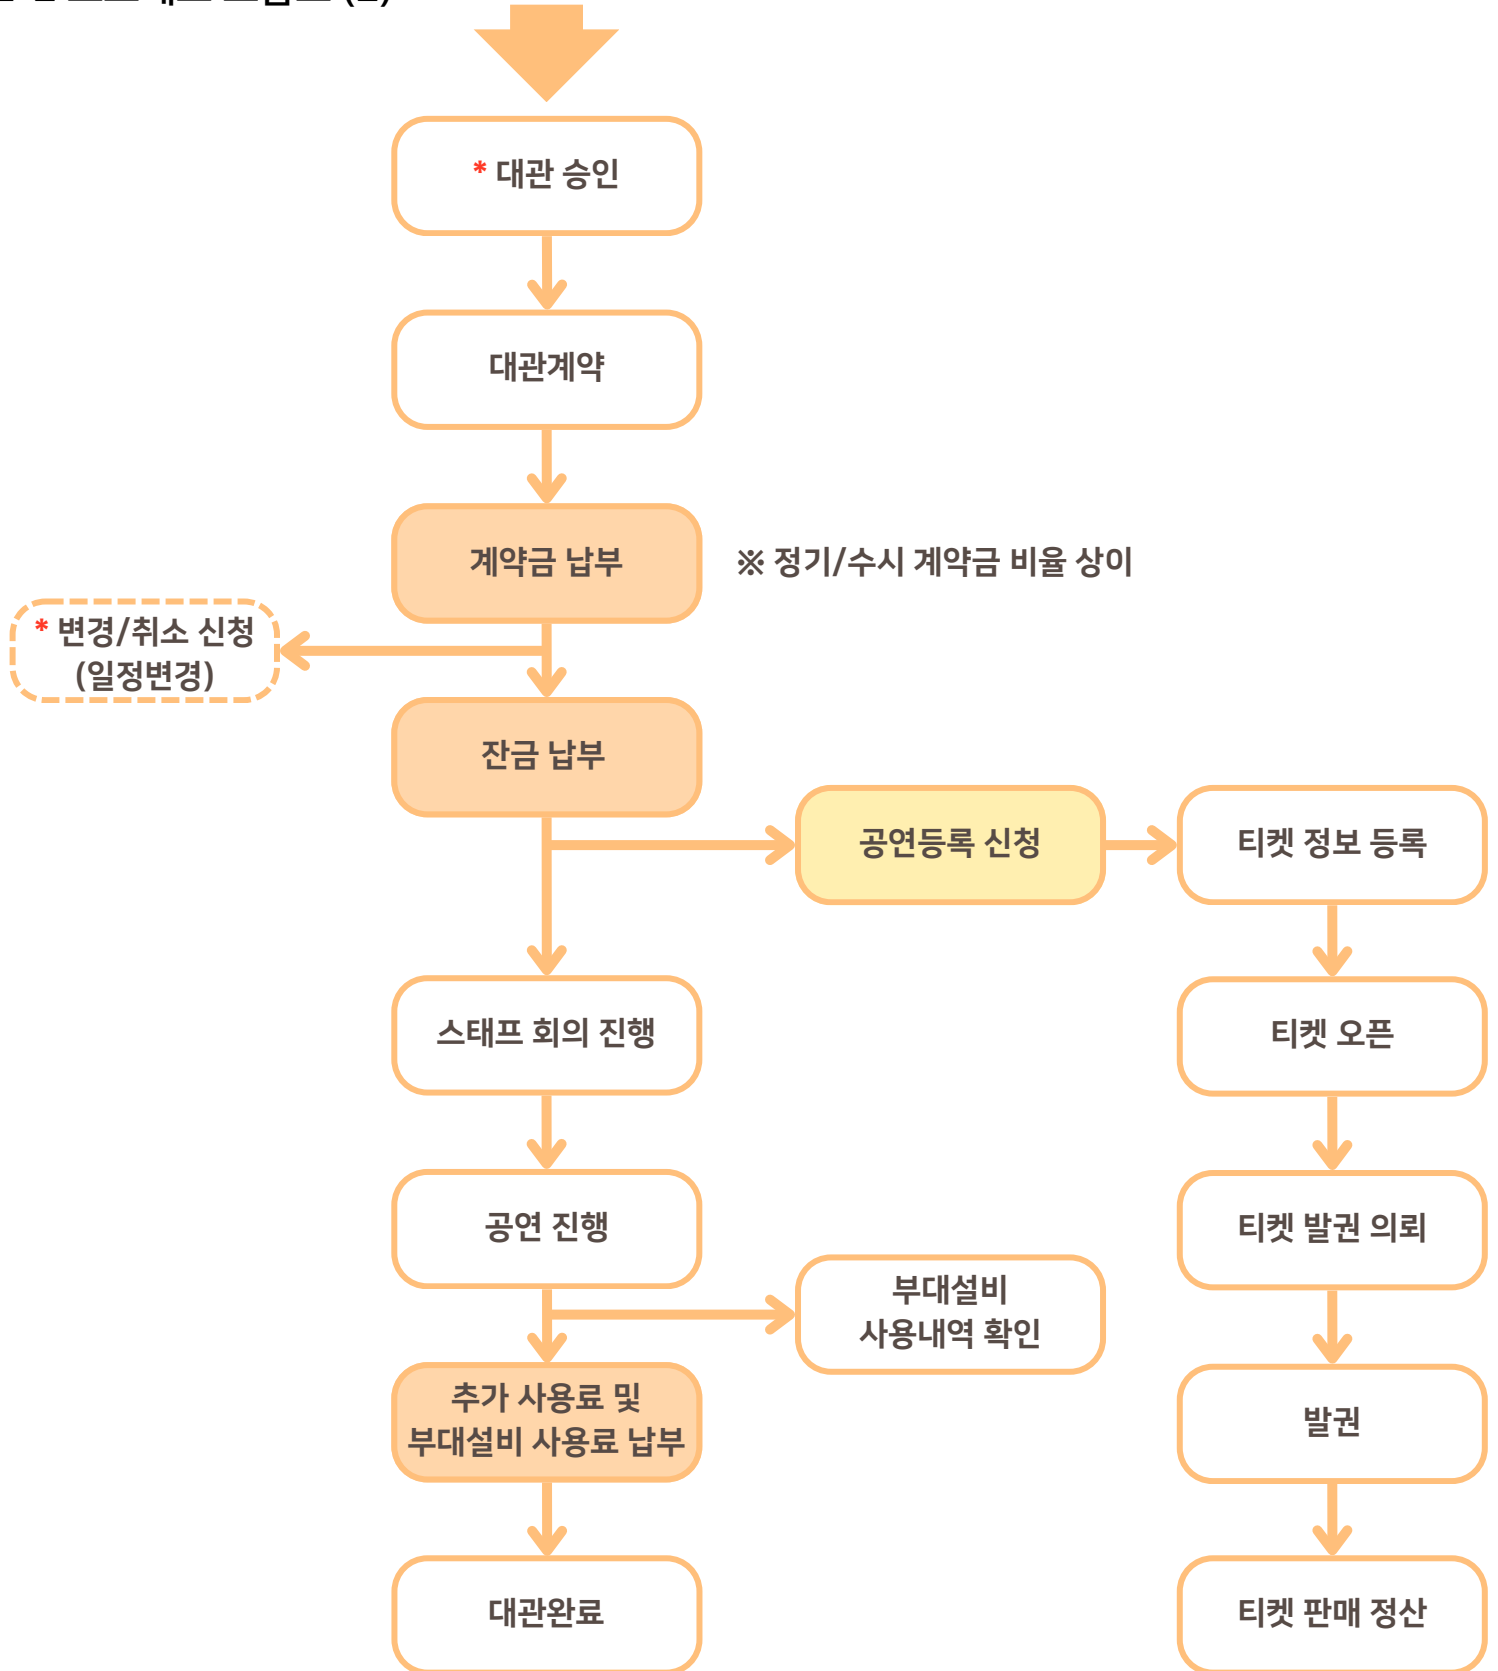 * 대관 승인
대관계약
계약금 납부
※ 정기/수시 계약금 비율 상이
* 변경/취소 신청
(일정변경)
잔금 납부
공연등록 신청
티켓 정보 등록
스태프 회의 진행
티켓 오픈
공연 진행
티켓 발권 의뢰
부대설비
사용내역 확인
추가 사용료 및
부대설비 사용료 납부
발권
대관완료
티켓 판매 정산